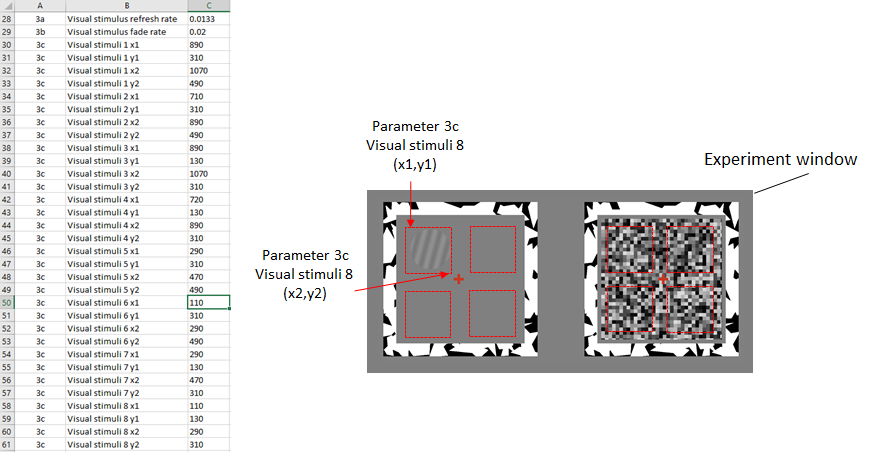 A B C
28 3a Visual stimulus refresh rate 0.0133
29 3b Visual stimulus fade rate 0.02
30 3c Visual stimuli 1 x1 890
31 3c Visual stimuli 1 y1 310
32 3c Visual stimuli 1 x2 1070
33 3c Visual stimuli 1 y2 490
34 3c Visual stimuli 2 x1 710
35 3c Visual stimuli 2 y1 310
36 3c Visual stimuli 2 x2 890
37 3c Visual stimuli 2 y2 490
38 3c Visual stimuli 3 x1 890
39 3c Visual stimuli 3 y1 130
40 3c Visual stimuli 3 x2 1070
41 3c Visual stimuli 3 y2 310
42 3c Visual stimuli 4 x1 720
43 3c Visual stimuli 4 y1 130
44 3c Visual stimuli 4 x2 890
45 3c Visual stimuli 4 y2 310
46 3c Visual stimuli 5 x1 290
47 3c Visual stimuli 5 y1 310
48 3c Visual stimuli 5 x2 470
49 3c Visual stimuli 5 y2 490
50 3c Visual stimuli 6 x1 110
51 3c Visual stimuli 6 y1 310
52 3c Visual stimuli 6 x2 290
53 3c Visual stimuli 6 y2 490
54 3c Visual stimuli 7 x1 290
55 3c Visual stimuli 7 y1 130
56 3c Visual stimuli 7 x2 470
57 3c Visual stimuli 7 y2 310
58 3c Visual stimuli 8 x1 110
59 3c Visual stimuli 8 y1 130
60 3c Visual stimuli 8 x2 290
61 3c Visual stimuli 8 y2 310
Parameter 3c
Visual stimuli 8
(x1,y1)
Experiment window
Parameter 3c
Visual stimuli 8
(x2,y2)